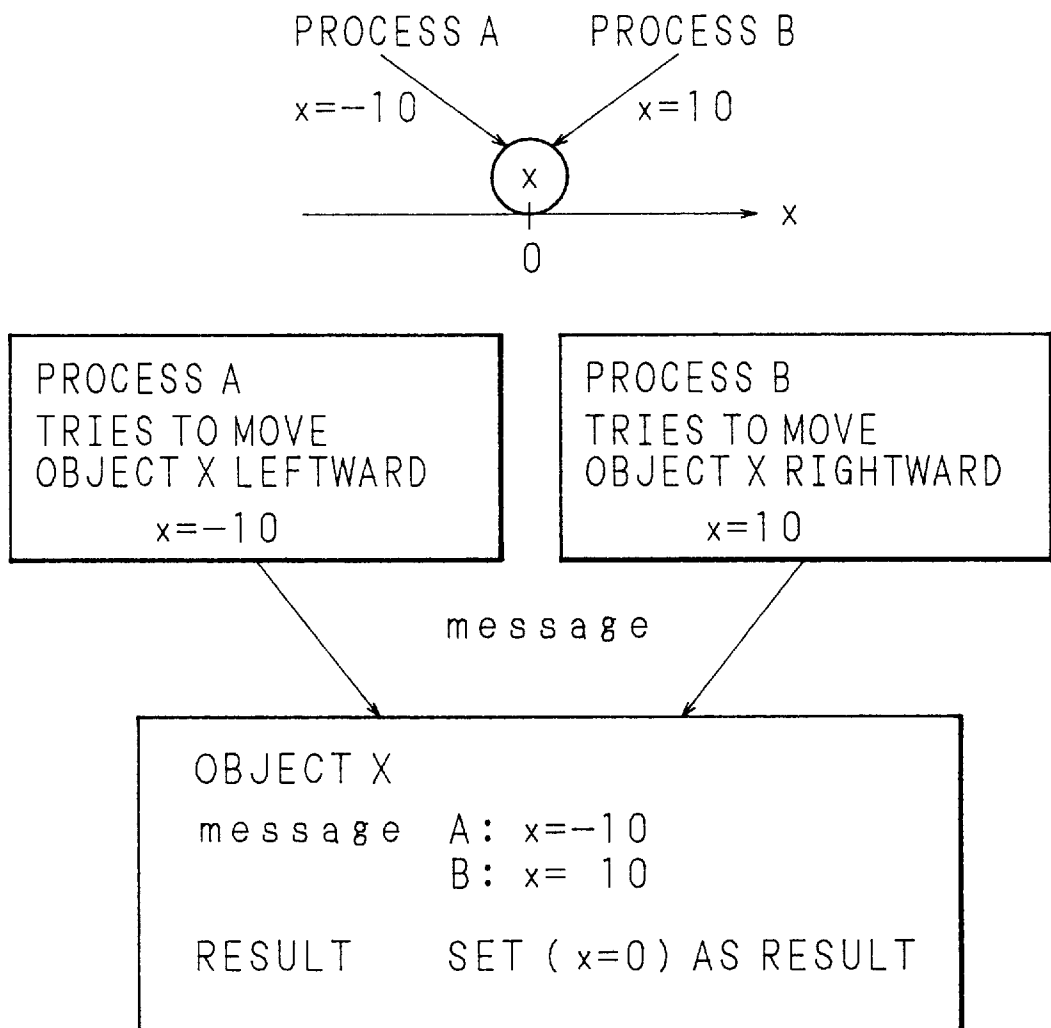 PROCESS A PROCESS B
x=-10 x=10
x
x
0
PROCESS A
TRIES TO MOVE
OBJECT X LEFTWARD
x=-10
PROCESS B
TRIES TO MOVE
OBJECT X RIGHTWARD
x=10
message
OBJECT X
message A: x=-10
B: x= 10
RESULT SET ( x=0 ) AS RESULT